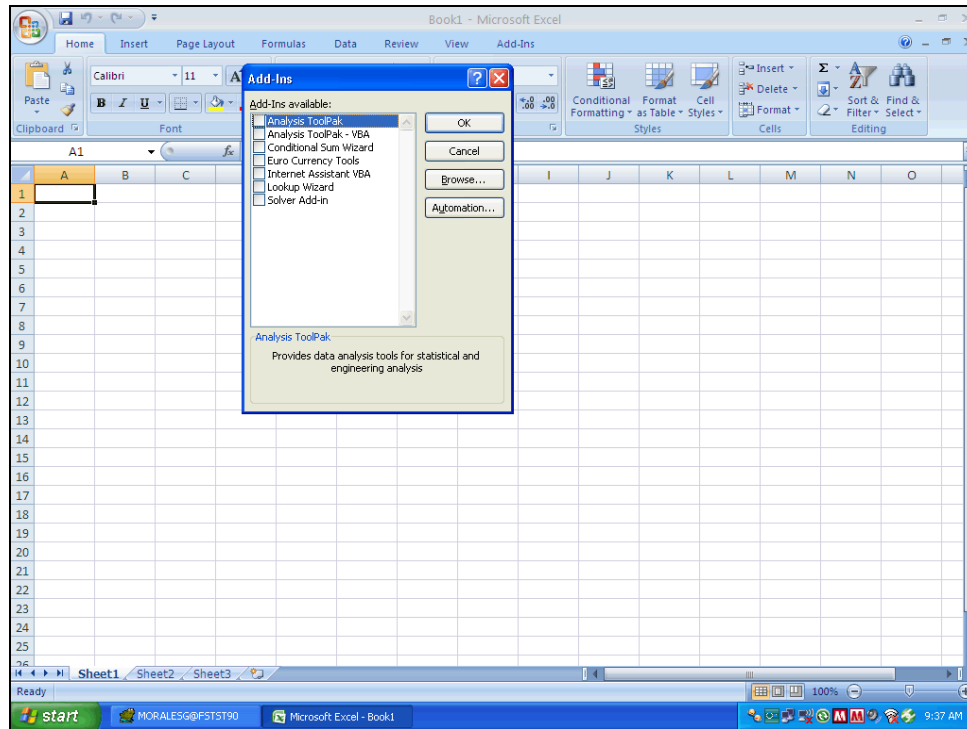 Book1 - Microsoft Excel
Home Insert Page Layout Formulas Data Review View Add-Ins
Paste
Calibri 11 A
B I U
Conditional Formatting
Format as Table
Cell Styles
Insert
Delete
Format
Σ
Sort & Filter
Find & Select
Clipboard Font Styles Cells Editing
A1 fx
Add-Ins
Add-Ins available:
Analysis ToolPak
Analysis ToolPak - VBA
Conditional Sum Wizard
Euro Currency Tools
Internet Assistant VBA
Lookup Wizard
Solver Add-in
OK
Cancel
Browse...
Automation...
Analysis ToolPak
Provides data analysis tools for statistical and
engineering analysis
A B C I J K L M N O
1
2
3
4
5
6
7
8
9
10
11
12
13
14
15
16
17
18
19
20
21
22
23
24
25
26
Sheet1 Sheet2 Sheet3
Ready 100%
start MORALESG@FSTST90 Microsoft Excel - Book1 9:37 AM